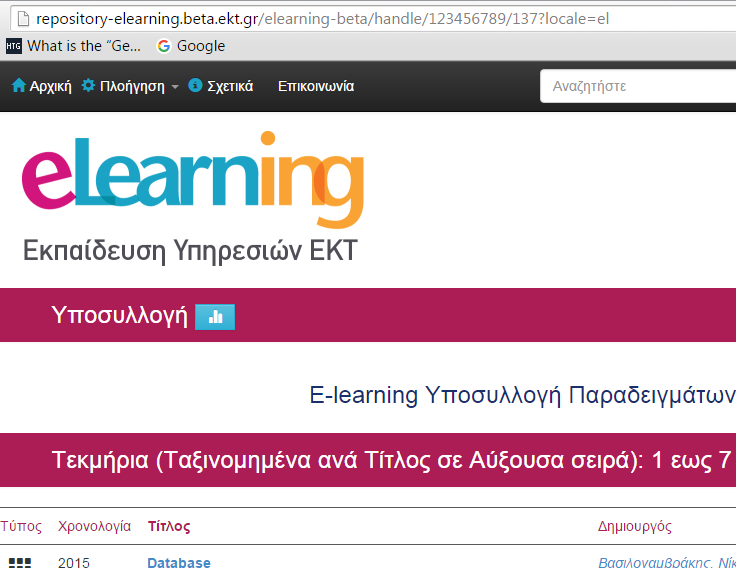 repository-elearning.beta.ekt.gr/elearning-beta/handle/123456789/137?locale=el
HTG What is the "Ge... Google
Αρχική Πλοήγηση Σχετικά Επικοινωνία Αναζητήστε
eLearning
Εκπαίδευση Υπηρεσιών ΕΚΤ
Υποσυλλογή
E-learning Υποσυλλογή Παραδειγμάτων
Τεκμήρια (Ταξινομημένα ανά Τίτλος σε Αύξουσα σειρά): 1 εως 7
Τύπος Χρονολογία Τίτλος Δημιουργός
2015 Database Βασιλογαμβράκης, Νίκ